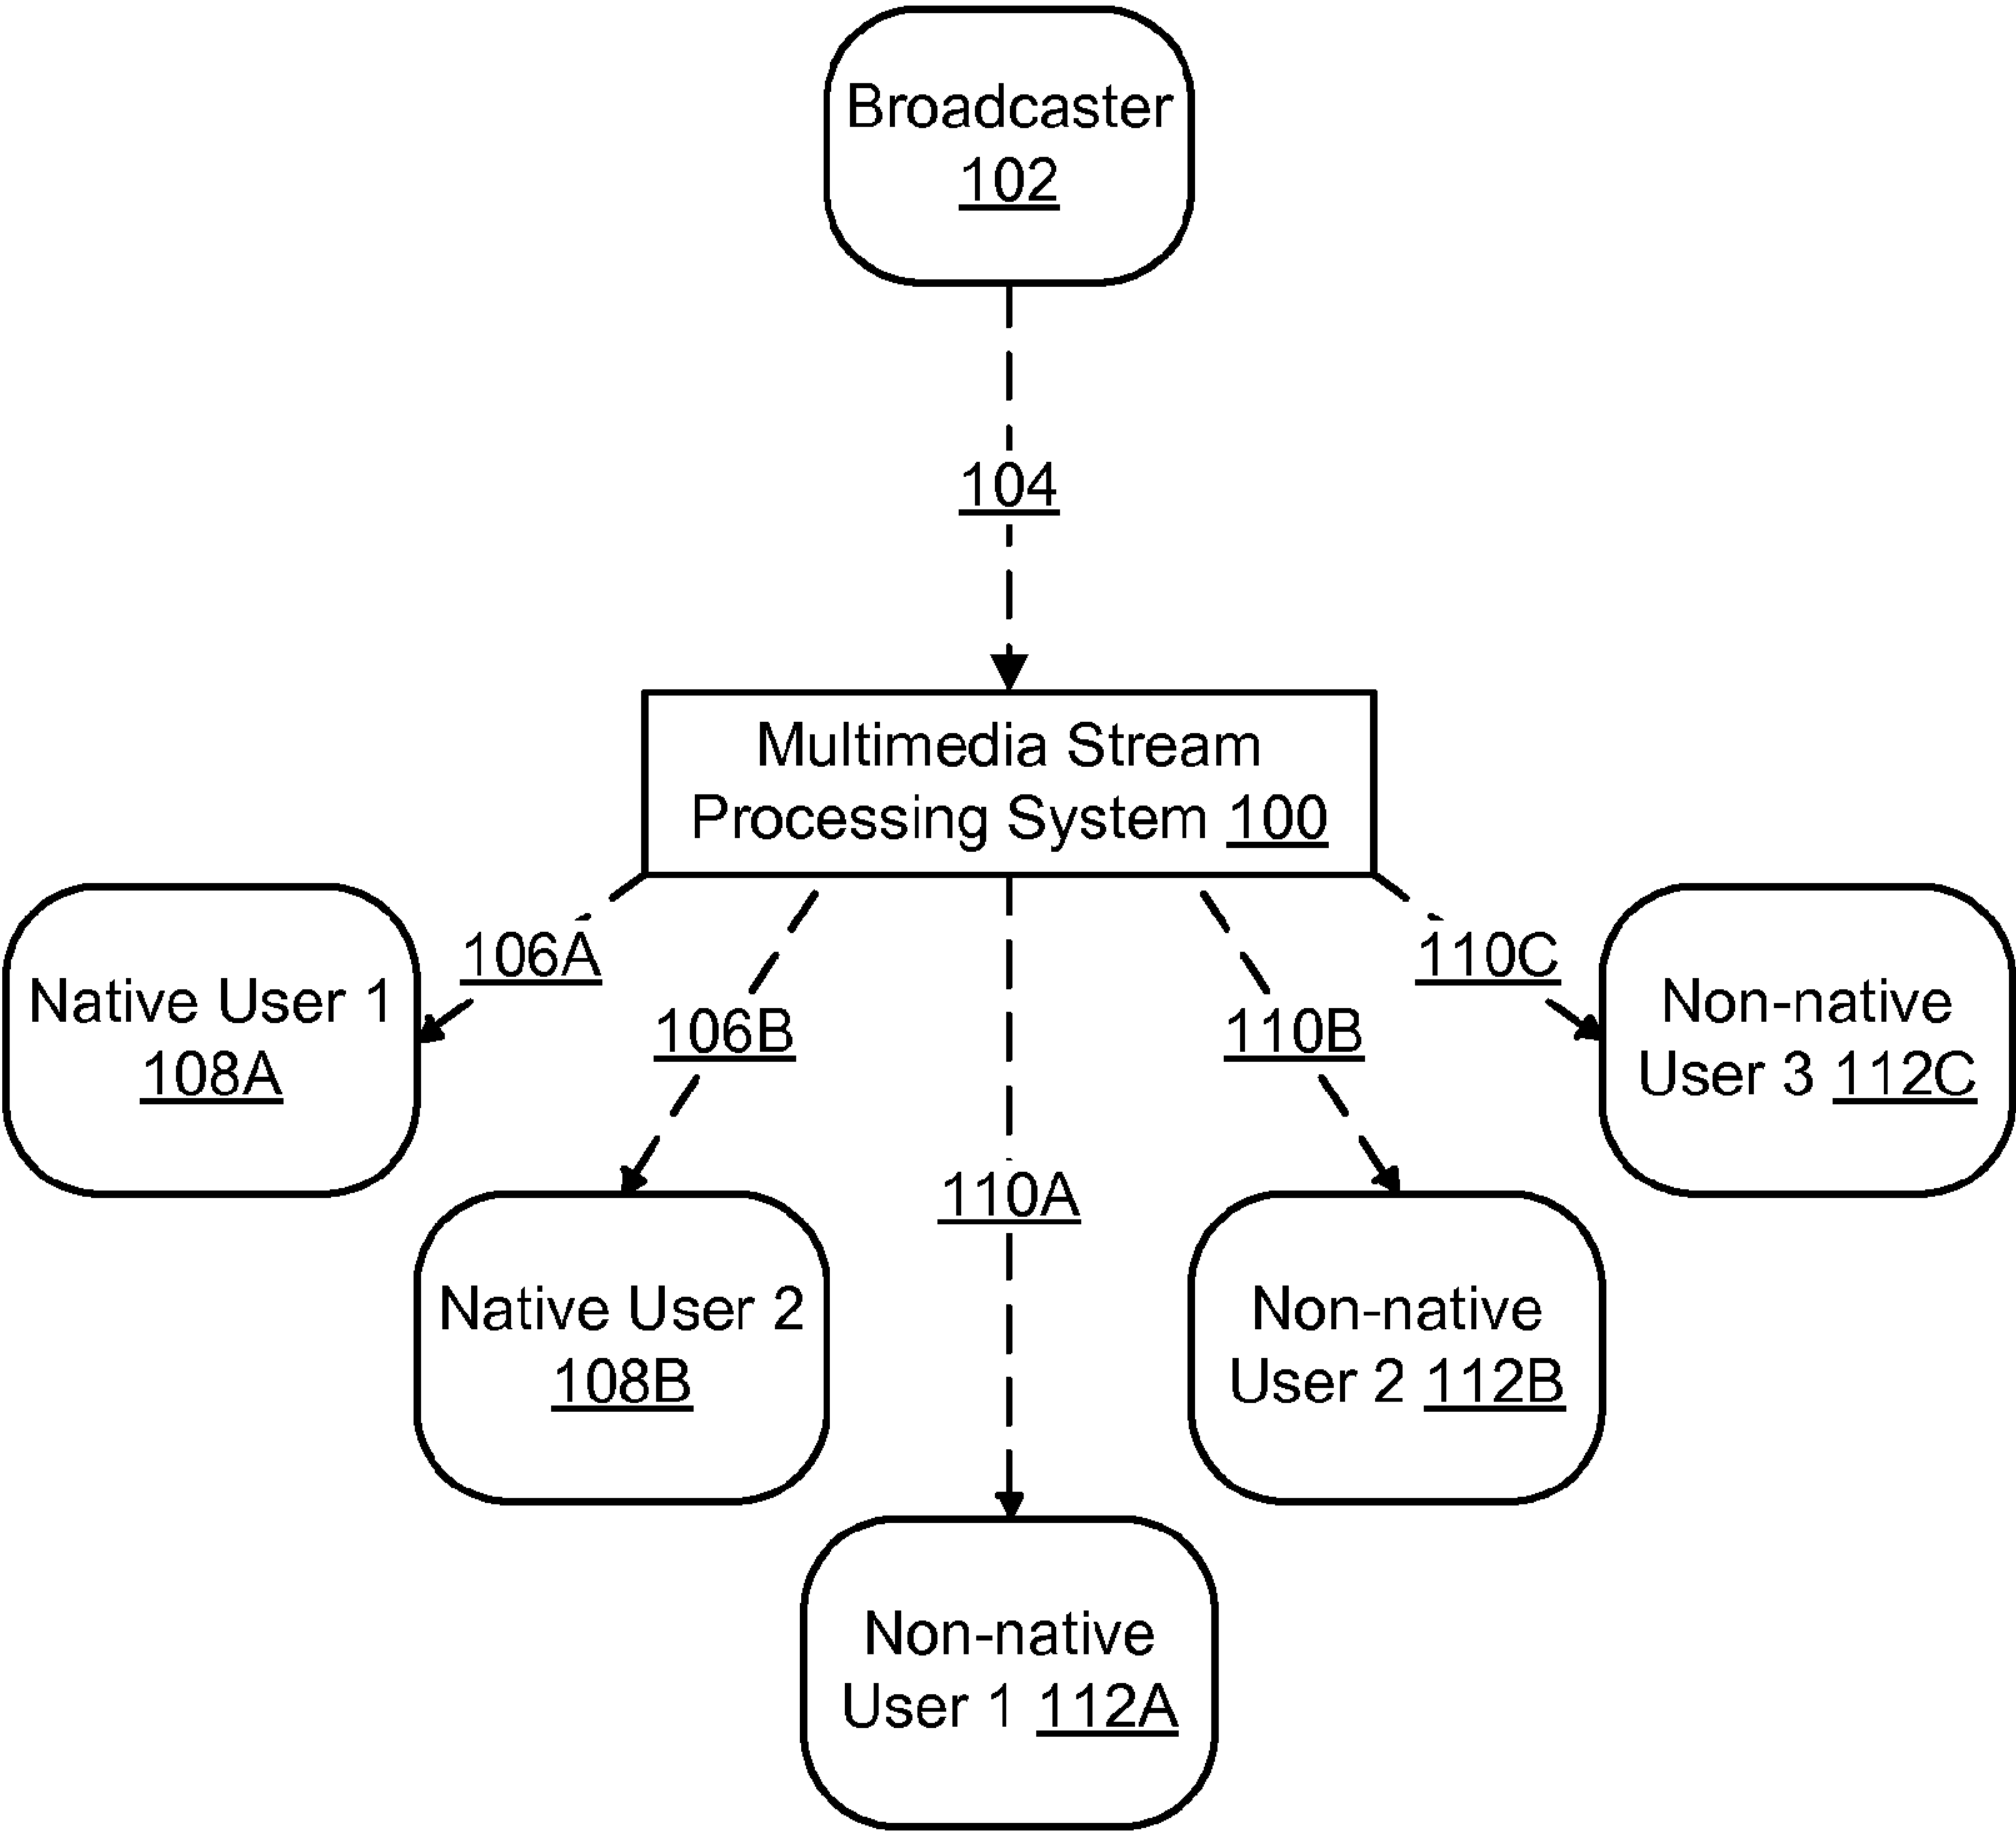 Broadcaster
102
104
Multimedia Stream
Processing System 100
106A
110C
Native User 1
108A
Non-native
User 3 112C
106B
110B
110A
Native User 2
108B
Non-native
User 2 112B
Non-native
User 1 112A